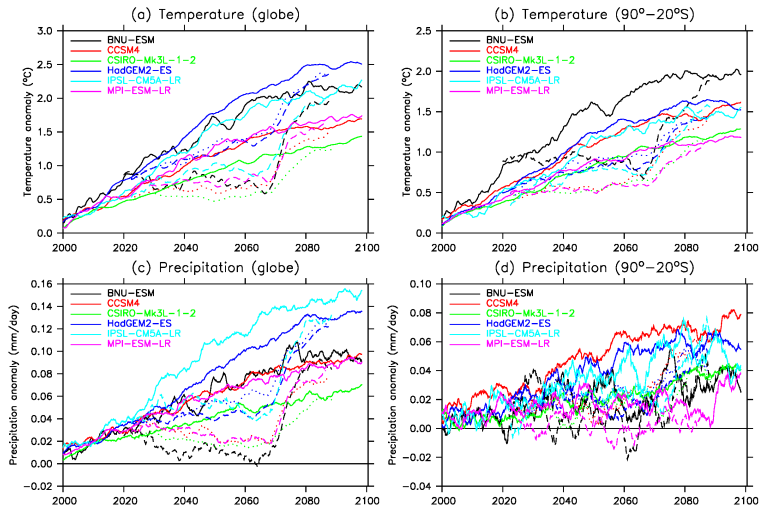 (a) Temperature (globe)
Temperature anomaly (ºC)
3.0
2.5
2.0
1.5
1.0
0.5
0.0
BNU-ESM
CCSM4
CSIRO-Mk3L-1-2
HadGEM2-ES
IPSL-CM5A-LR
MPI-ESM-LR
2000 2020 2040 2060 2080 2100
(b) Temperature (90º-20ºS)
Temperature anomaly (ºC)
2.5
2.0
1.5
1.0
0.5
0.0
BNU-ESM
CCSM4
CSIRO-Mk3L-1-2
HadGEM2-ES
IPSL-CM5A-LR
MPI-ESM-LR
2000 2020 2040 2060 2080 2100
(c) Precipitation (globe)
Precipitation anomaly (mm/day)
0.16
0.14
0.12
0.10
0.08
0.06
0.04
0.02
0.00
-0.02
BNU-ESM
CCSM4
CSIRO-Mk3L-1-2
HadGEM2-ES
IPSL-CM5A-LR
MPI-ESM-LR
2000 2020 2040 2060 2080 2100
(d) Precipitation (90º-20ºS)
Precipitation anomaly (mm/day)
0.10
0.08
0.06
0.04
0.02
0.00
-0.02
-0.04
BNU-ESM
CCSM4
CSIRO-Mk3L-1-2
HadGEM2-ES
IPSL-CM5A-LR
MPI-ESM-LR
2000 2020 2040 2060 2080 2100